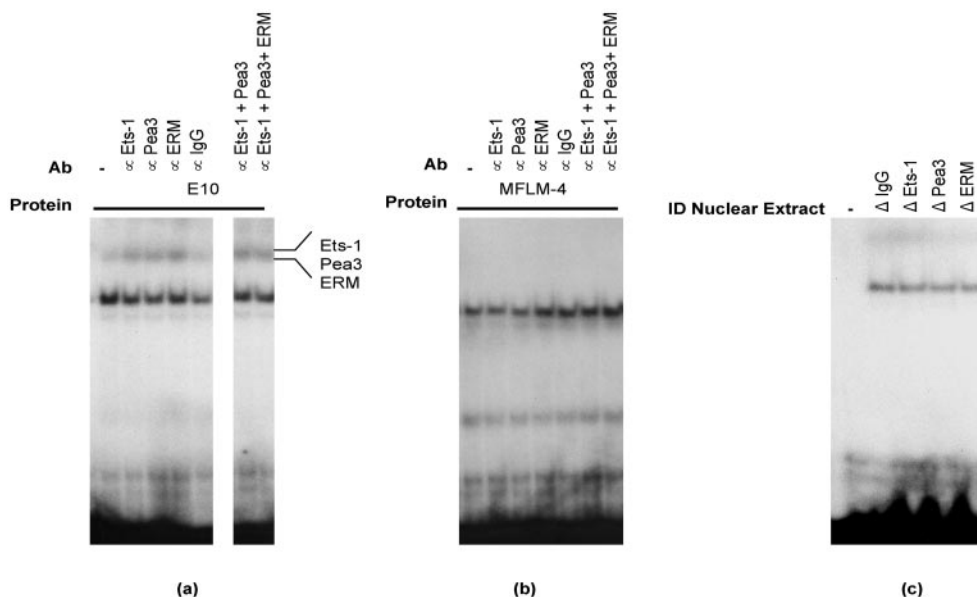 Ab
-
∝ Ets-1
∝ Pea3
∝ ERM
∝ IgG
∝ Ets-1 + Pea3
∝ Ets-1 + Pea3+ ERM
E10
Protein
Ets-1
Pea3
ERM
(a)
Ab
-
∝ Ets-1
∝ Pea3
∝ ERM
∝ IgG
∝ Ets-1 + Pea3
∝ Ets-1 + Pea3+ ERM
MFLM-4
Protein
(b)
ID Nuclear Extract
-
Δ IgG
Δ Ets-1
Δ Pea3
Δ ERM
(c)